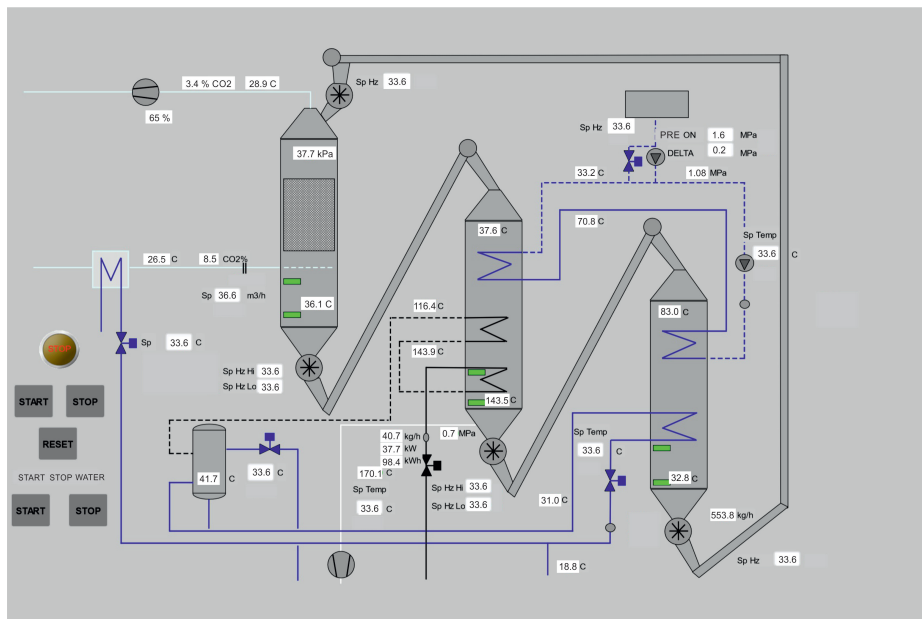 3.4 % CO2 28.9 C
Sp Hz 33.6
65 %
Sp Hz 33.6
PRE ON 1.6 MPa
DELTA 0.2 MPa
37.7 kPa
33.2 C 1.08 MPa
70.8 C
37.6 C
Sp Temp
33.6 C
26.5 C 8.5 CO2%
Sp 36.6 m3/h
36.1 C
116.4 C
83.0 C
STOP
Sp 33.6 C
143.9 C
Sp Hz Hi 33.6
Sp Hz Lo 33.6
143.5 C
START STOP
RESET
40.7 kg/h 0.7 MPa
37.7 kW
98.4 kWh
170.1 C
Sp Temp
33.6 C
Sp Temp
33.6 C
START STOP WATER
41.7 C
33.6 C
32.8 C
Sp Hz Hi 33.6
Sp Hz Lo 33.6
31.0 C
START STOP
553.8 kg/h
18.8 C
Sp Hz 33.6